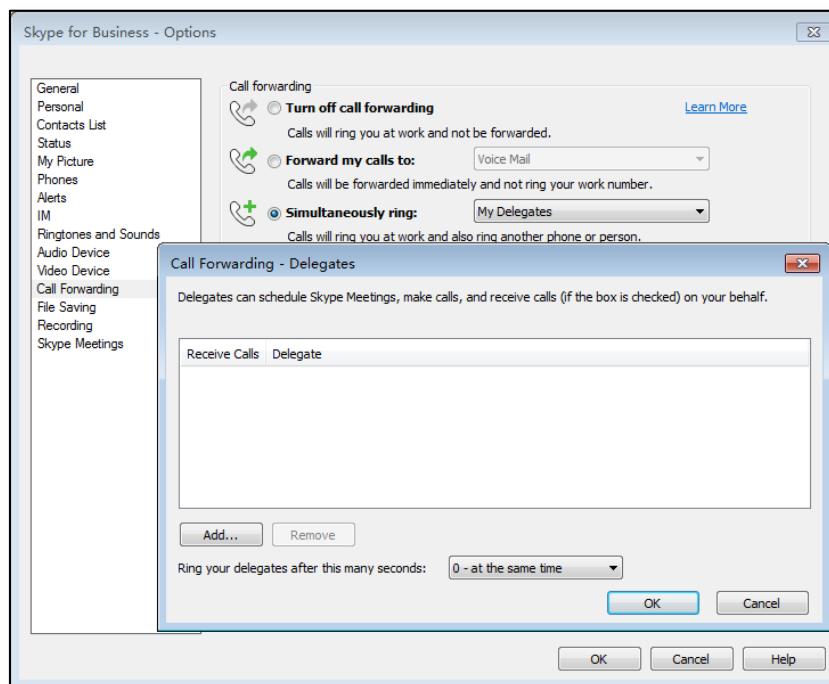 Skype for Business - Options
General
Personal
Contacts List
Status
My Picture
Phones
Alerts
IM
Ringtones and Sounds
Audio Device
Video Device
Call Forwarding
File Saving
Recording
Skype Meetings
Call forwarding
Turn off call forwarding
Learn More
Calls will ring you at work and not be forwarded.
Forward my calls to:
Voice Mail
Calls will be forwarded immediately and not ring your work number.
Simultaneously ring:
My Delegates
Calls will ring you at work and also ring another phone or person.
Call Forwarding - Delegates
Delegates can schedule Skype Meetings, make calls, and receive calls (if the box is checked) on your behalf.
Receive Calls Delegate
Add... Remove
Ring your delegates after this many seconds: 0 - at the same time
OK Cancel
OK Cancel Help